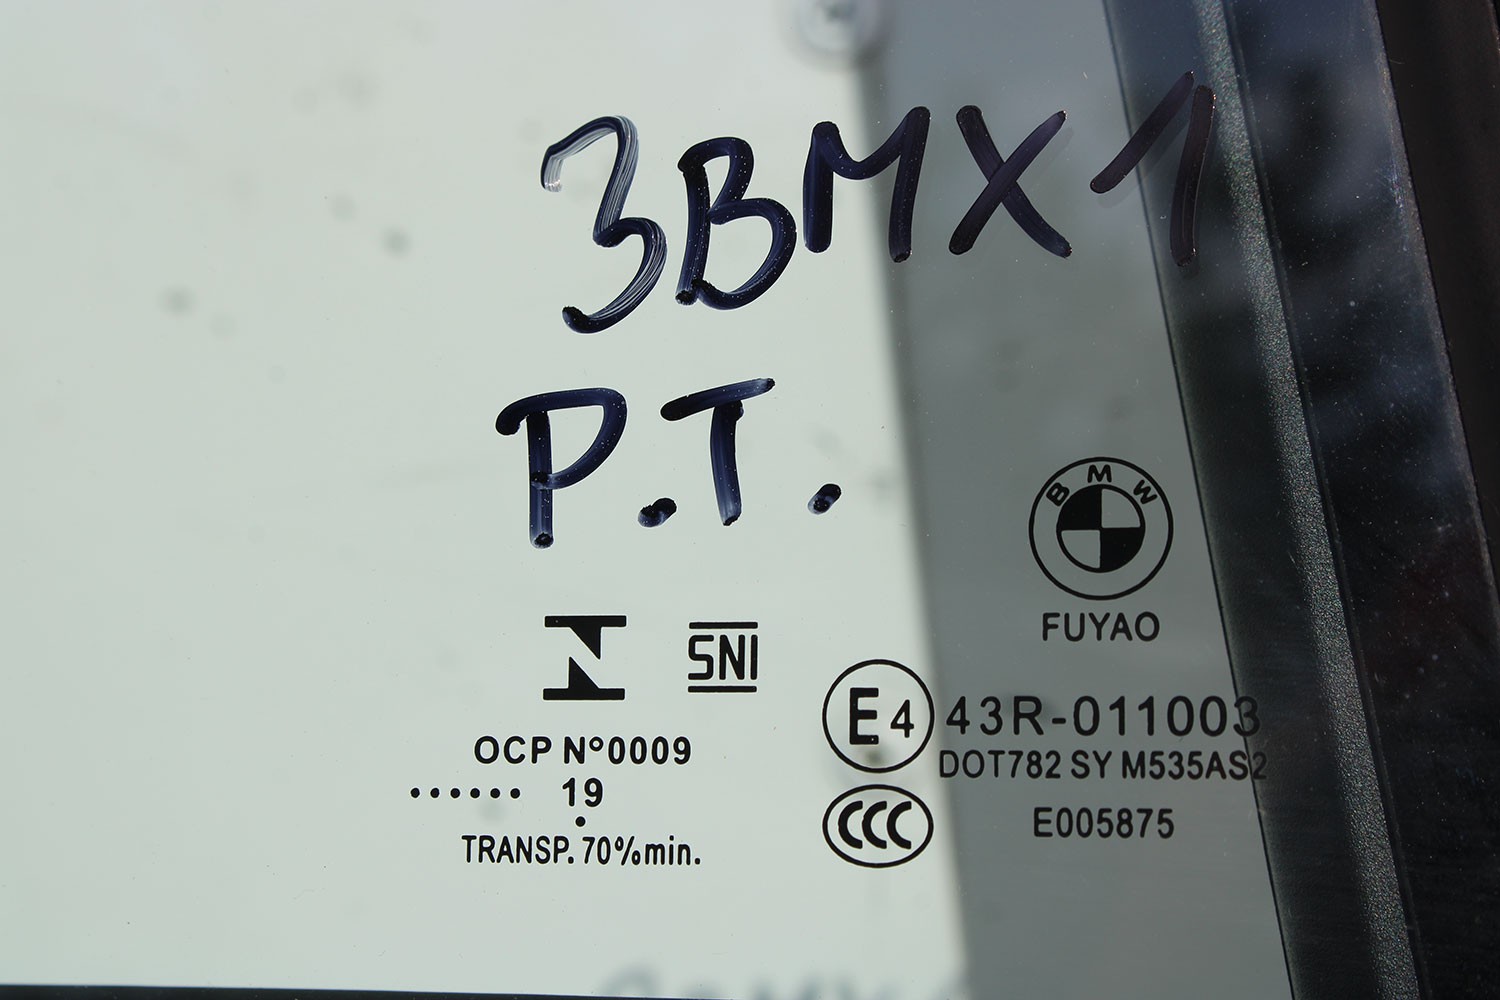 3BMX1
P.T.
BMW
FUYAO
SNI
E4 43R-011003
OCP N°0009
DOT782 SY M535AS2
...... 19
.
CCC
E005875
TRANSP. 70%min.